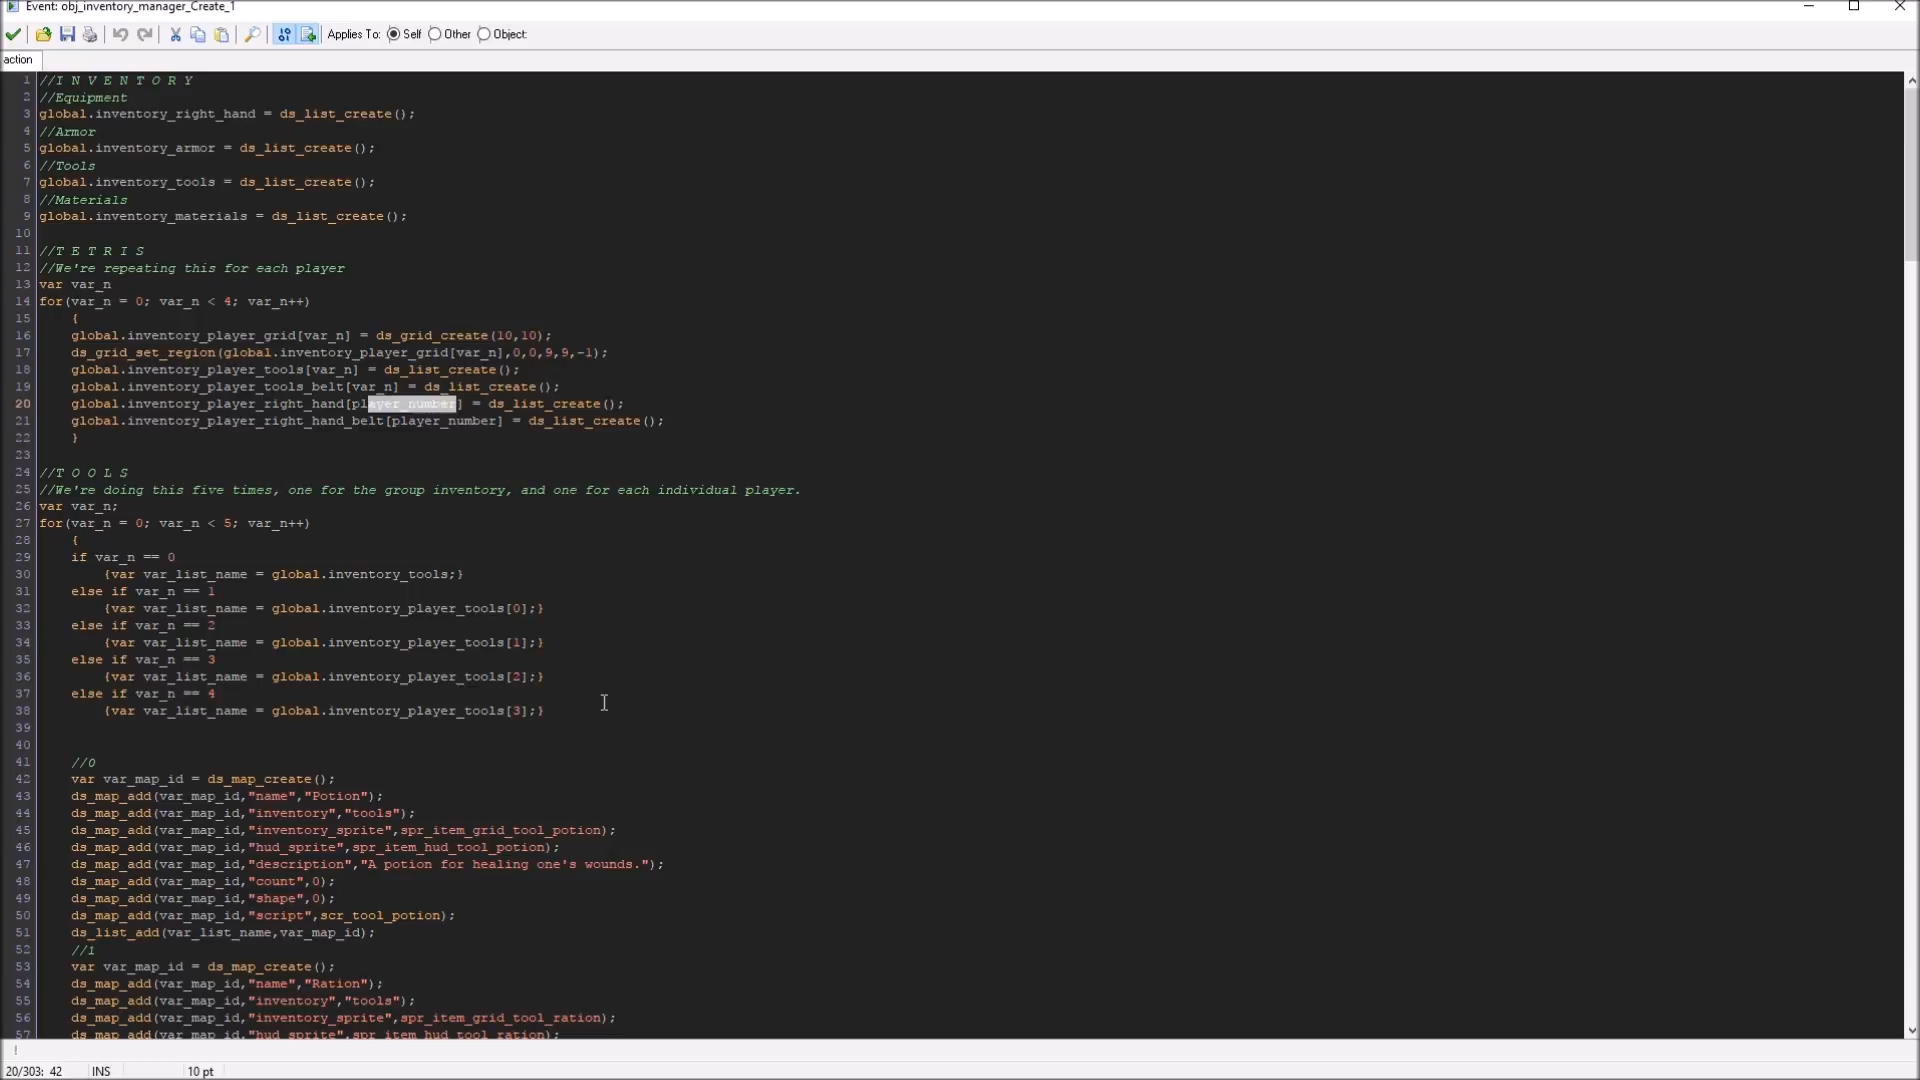 Event: obj_inventory_manager_Create_1
Applies To: Self Other Object:
action
1 //I N V E N T O R Y
2 //Equipment
3 global.inventory_right_hand = ds_list_create();
4 //Armor
5 global.inventory_armor = ds_list_create();
6 //Tools
7 global.inventory_tools = ds_list_create();
8 //Materials
9 global.inventory_materials = ds_list_create();
10
11 //T E T R I S
12 //We're repeating this for each player
13 var var_n
14 for(var_n = 0; var_n < 4; var_n++)
15 {
16 global.inventory_player_grid[var_n] = ds_grid_create(10,10);
17 ds_grid_set_region(global.inventory_player_grid[var_n],0,0,9,9,-1);
18 global.inventory_player_tools[var_n] = ds_list_create();
19 global.inventory_player_tools_belt[var_n] = ds_list_create();
20 global.inventory_player_right_hand[player_number] = ds_list_create();
21 global.inventory_player_right_hand_belt[player_number] = ds_list_create();
22 }
23
24 //T O O L S
25 //We're doing this five times, one for the group inventory, and one for each individual player.
26 var var_n;
27 for(var_n = 0; var_n < 5; var_n++)
28 {
29 if var_n == 0
30 {var var_list_name = global.inventory_tools;}
31 else if var_n == 1
32 {var var_list_name = global.inventory_player_tools[0];}
33 else if var_n == 2
34 {var var_list_name = global.inventory_player_tools[1];}
35 else if var_n == 3
36 {var var_list_name = global.inventory_player_tools[2];}
37 else if var_n == 4
38 {var var_list_name = global.inventory_player_tools[3];}
39
40
41 //0
42 var var_map_id = ds_map_create();
43 ds_map_add(var_map_id,"name","Potion");
44 ds_map_add(var_map_id,"inventory","tools");
45 ds_map_add(var_map_id,"inventory_sprite",spr_item_grid_tool_potion);
46 ds_map_add(var_map_id,"hud_sprite",spr_item_hud_tool_potion);
47 ds_map_add(var_map_id,"description","A potion for healing one's wounds.");
48 ds_map_add(var_map_id,"count",0);
49 ds_map_add(var_map_id,"shape",0);
50 ds_map_add(var_map_id,"script",scr_tool_potion);
51 ds_list_add(var_list_name,var_map_id);
52 //1
53 var var_map_id = ds_map_create();
54 ds_map_add(var_map_id,"name","Ration");
55 ds_map_add(var_map_id,"inventory","tools");
56 ds_map_add(var_map_id,"inventory_sprite",spr_item_grid_tool_ration);
57 ds_map_add(var_map_id,"hud_sprite",spr_item_hud_tool_ration);
20/303: 42 INS 10 pt